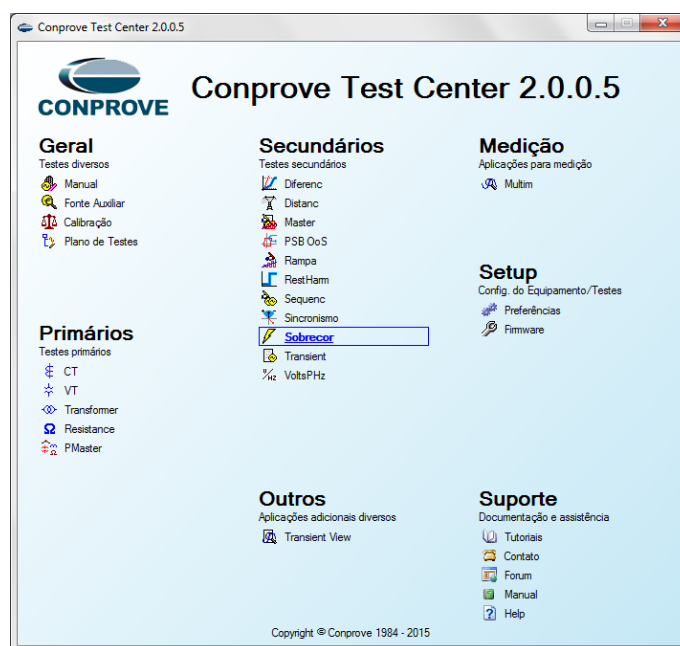 Conprove Test Center 2.0.0.5
CONPROVE
Conprove Test Center 2.0.0.5
Geral
Testes diversos
Manual
Fonte Auxiliar
Calibração
Plano de Testes
Primários
Testes primários
CT
VT
Transformer
Resistance
PMaster
Secundários
Testes secundários
Diferenc
Distanc
Master
PSB OoS
Rampa
RestHarm
Sequenc
Sincronismo
Sobrecor
Transient
VoltsPHz
Outros
Aplicações adicionais diversos
Transient View
Medição
Aplicações para medição
Multim
Setup
Config. do Equipamento/Testes
Preferências
Firmware
Suporte
Documentação e assistência
Tutoriais
Contato
Forum
Manual
Help
Copyright © Conprove 1984 - 2015